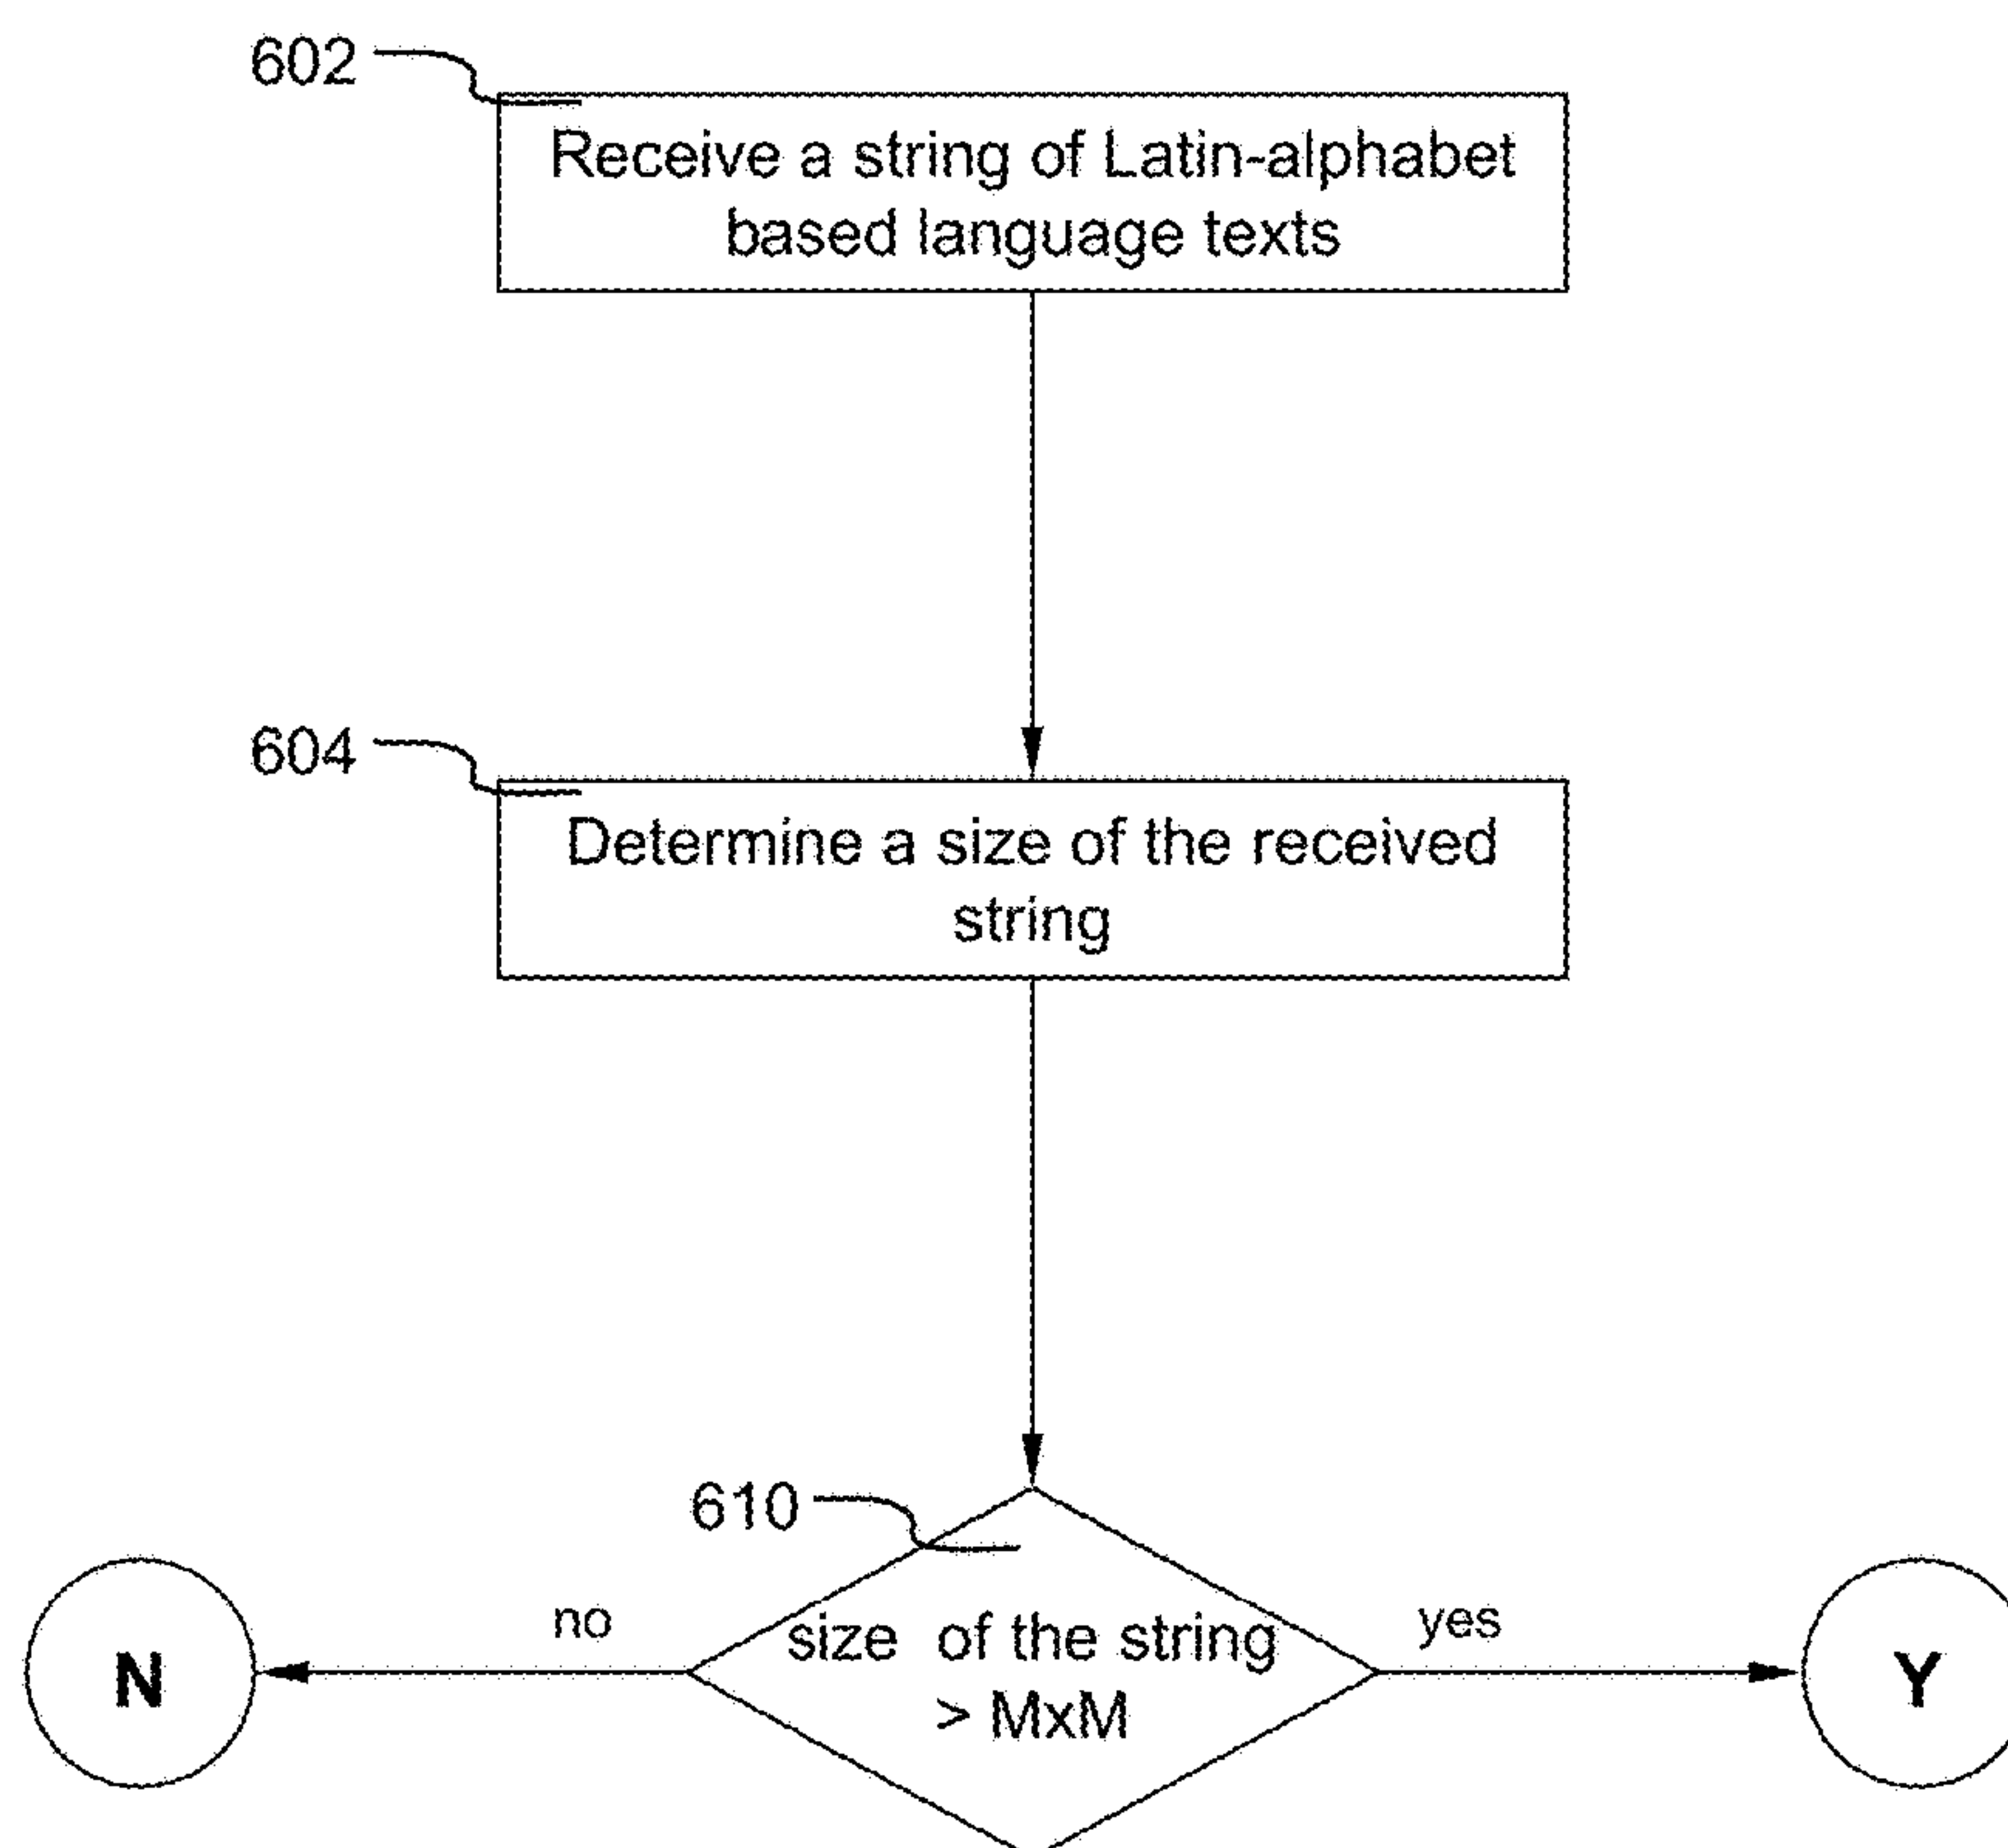 602
Receive a string of Latin-alphabet
based language texts
604
Determine a size of the received
string
610
no
size of the string
yes
N
> MxM
Y